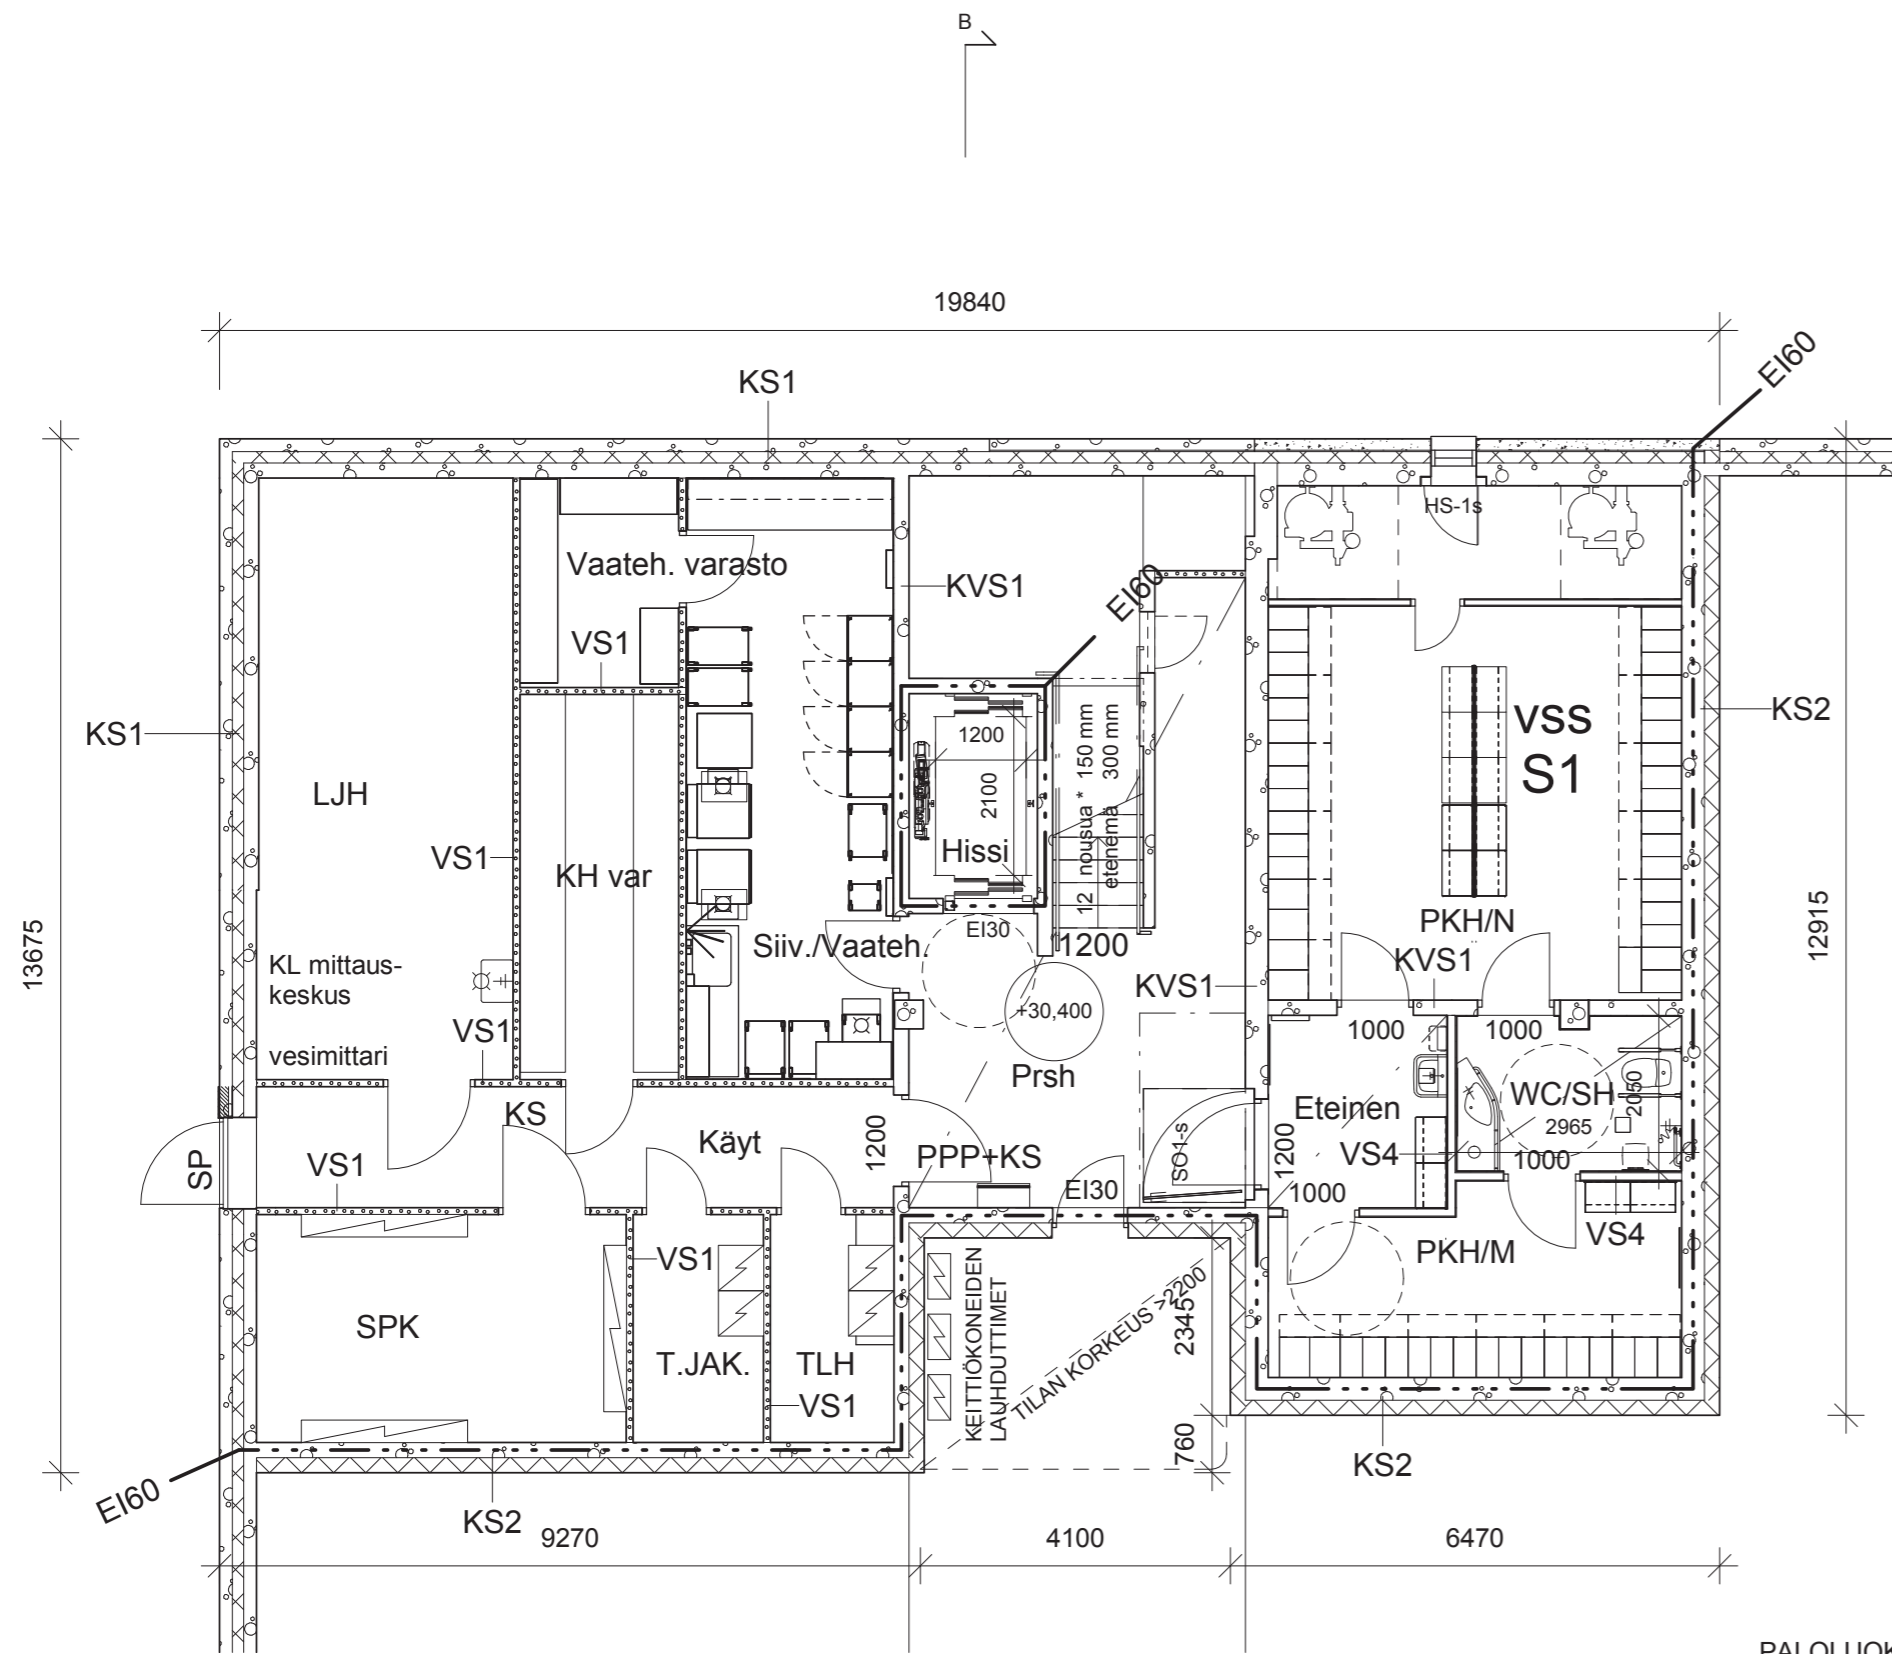 B
19840
EI60
KS1
HS-1s
Vaateh. varasto
KVS1
EI60
VS1
KS1
KS2
VSS
S1
LJH
1200
2100
Hissi
12 nousua * 150 mm
etenemä 300 mm
VS1
KH var
PKH/N
KVS1
13675
12915
EI30
Siiv./Vaateh.
1200
KL mittaus-
keskus
KVS1
+30,400
VS1
1000
1000
vesimittari
Prsh
WC/SH
2050
2965
Eteinen
KS
Käyt
1200
PPP+KS
SO1-s
1200
VS4
1000
SP
VS1
EI30
1000
VS4
PKH/M
VS1
KEITTIÖKONEIDEN
LAUHDUTTIMET
TILAN KORKEUS >2200
2345
SPK
T.JAK.
TLH
VS1
760
KS2
EI60
KS2
9270
4100
6470